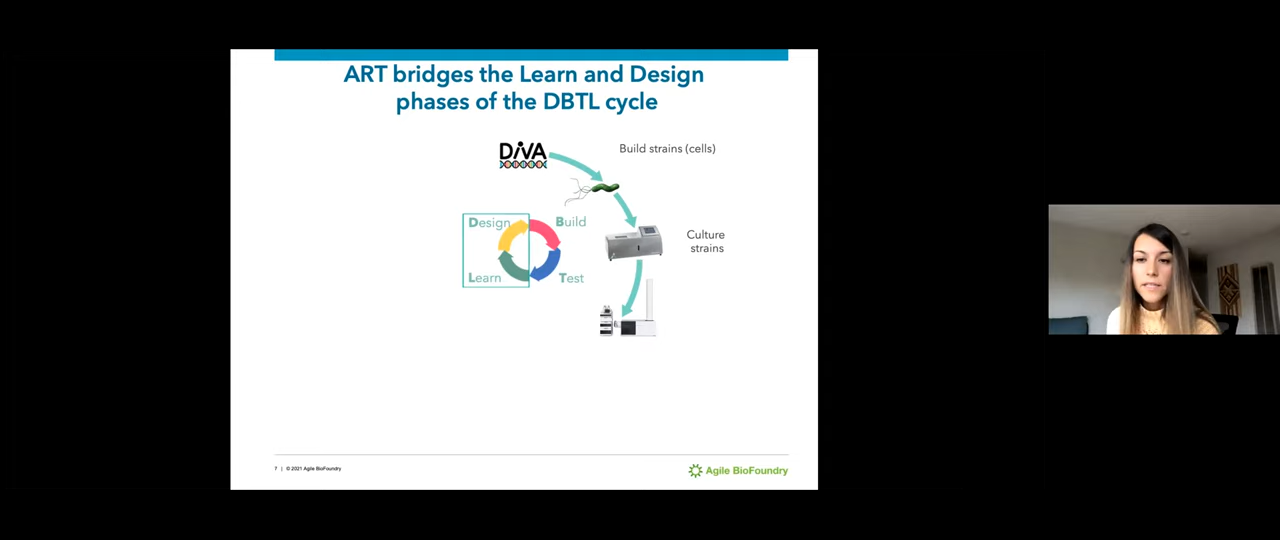 ART bridges the Learn and Design
phases of the DBTL cycle
DIVA
Build strains (cells)
Design
Build
Culture
strains
Learn
Test
7 | © 2021 Agile BioFoundry
Agile BioFoundry